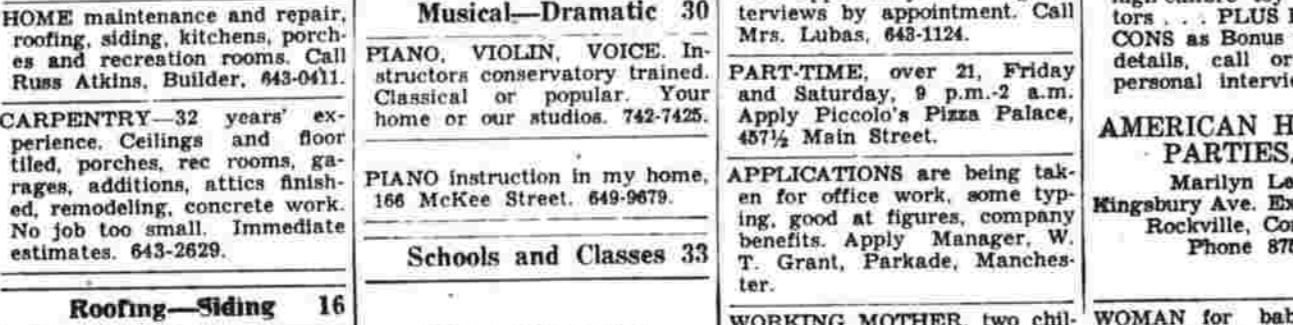 HOME maintenance and repair,
roofing, siding, kitchens, porch-
es and recreation rooms. Call
Russ Atkins, Builder, 643-0411.
CARPENTRY—32 years' ex-
perience. Ceilings and floor
tiled, porches, rec rooms, ga-
rages, additions, attics finish-
ed, remodeling, concrete work.
No job too small. Immediate
estimates. 643-2629.
Roofing—Siding 16
Musical—Dramatic 30
PIANO, VIOLIN, VOICE. In-
structors conservatory trained.
Classical or popular. Your
home or our studios. 742-7425.
PIANO instruction in my home,
166 McKee Street. 649-9679.
Schools and Classes 33
terviews by appointment. Call
Mrs. Lubas, 643-1124.
PART-TIME, over 21, Friday
and Saturday, 9 p.m.-2 a.m.
Apply Piccolo's Pizza Palace,
457½ Main Street.
APPLICATIONS are being tak-
en for office work, some typ-
ing, good at figures, company
benefits. Apply Manager, W.
T. Grant, Parkade, Manches-
ter.
WORKING MOTHER, two chil-
tors . . . PLUS
CONS as Bonus
details, call or
personal intervie
AMERICAN H
PARTIES,
Marilyn Le
Kingsbury Ave. Ex
Rockville, Co
Phone 87
WOMAN for bab